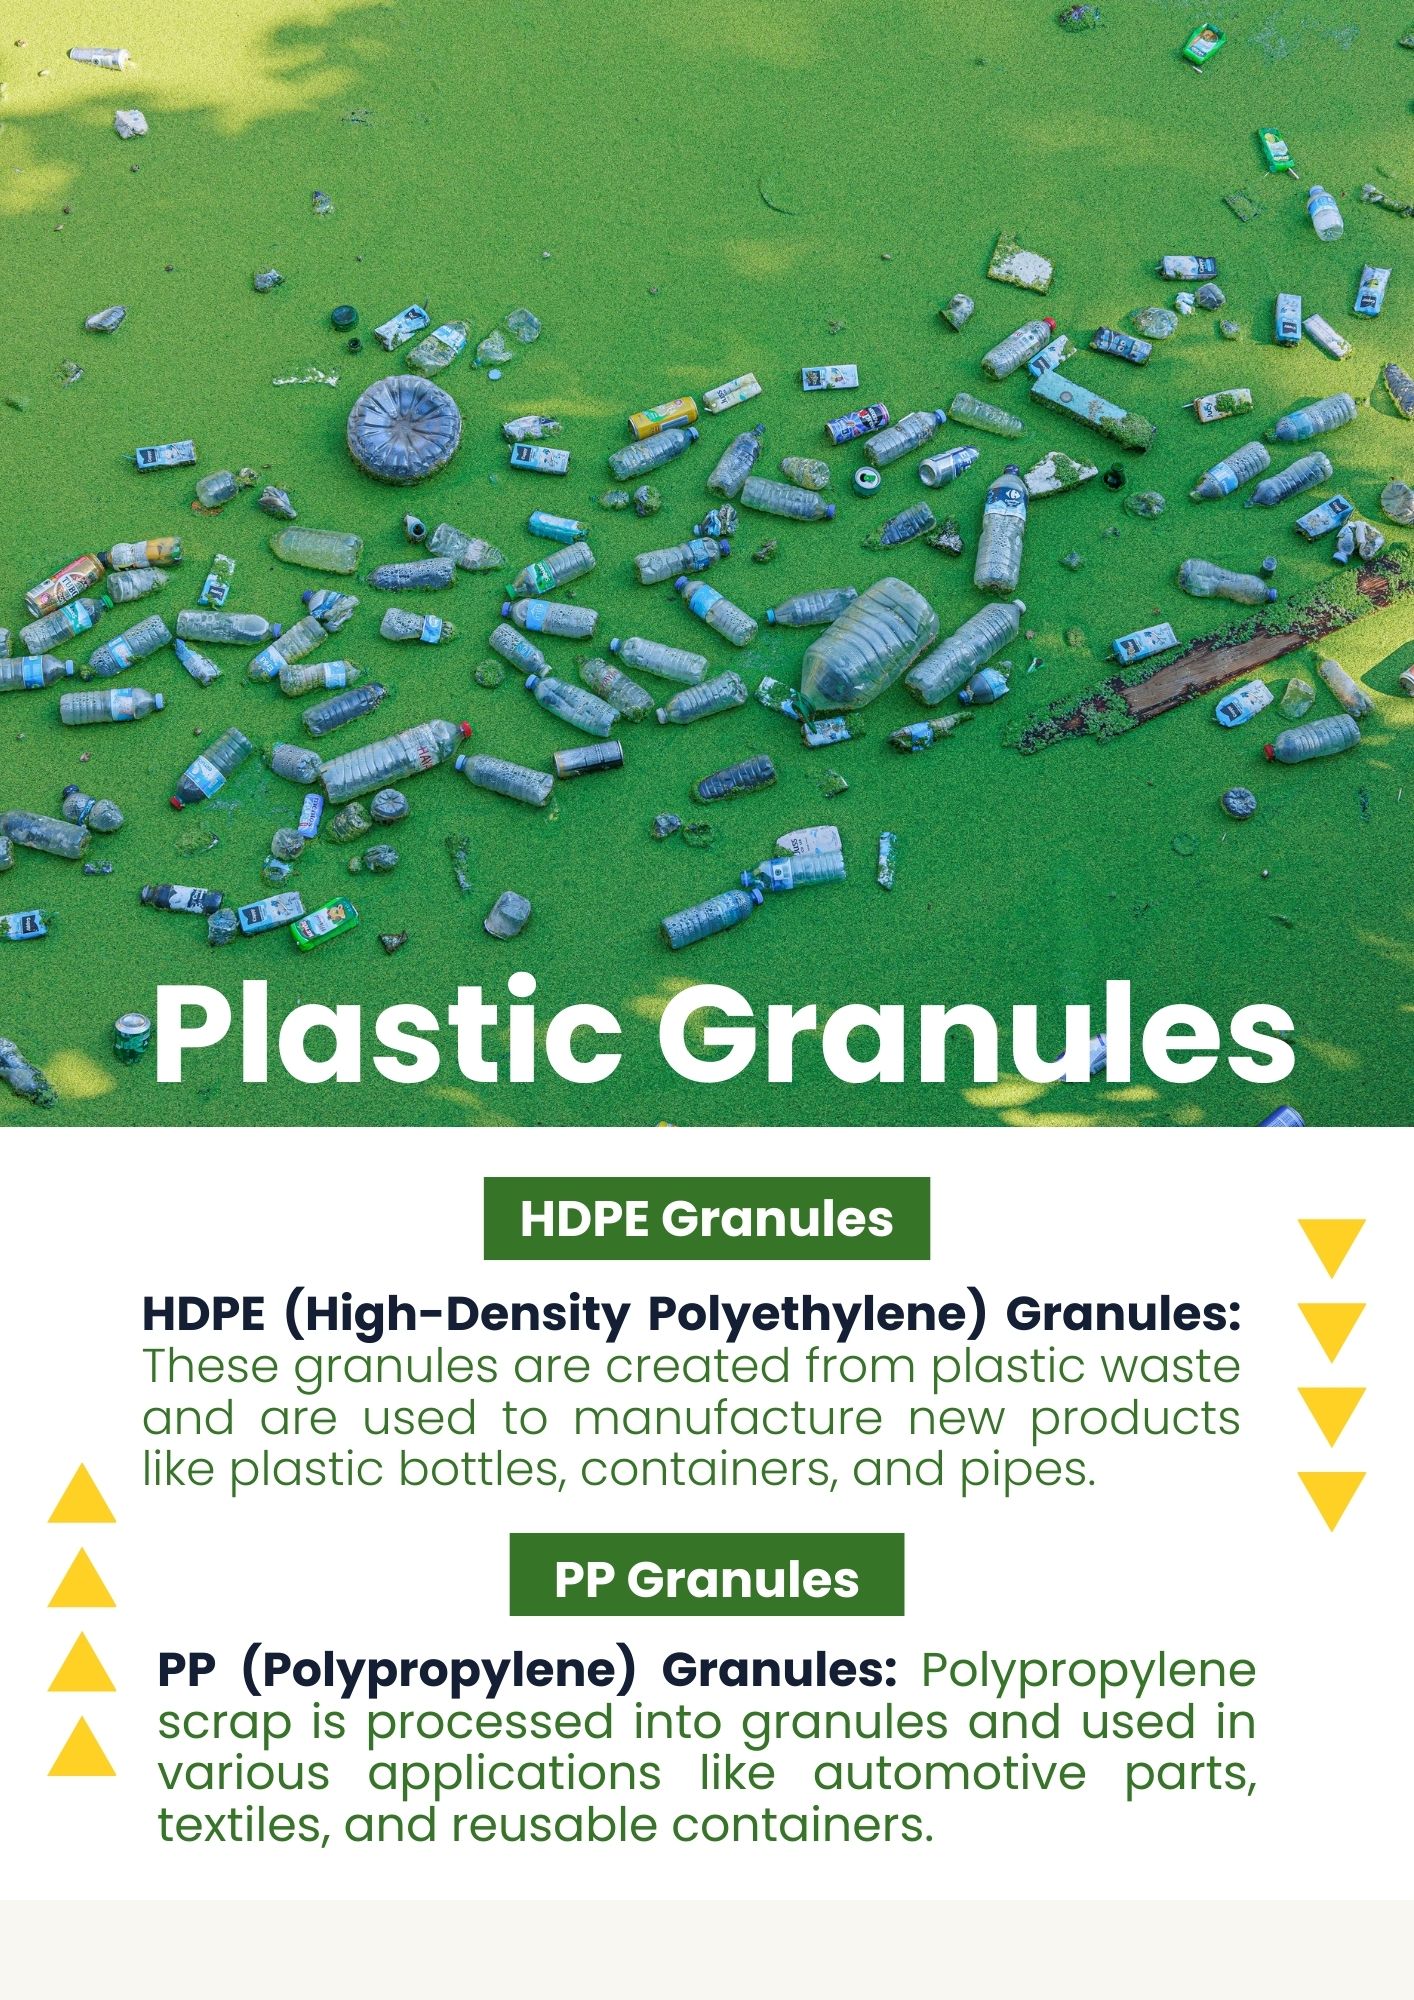 Plastic Granules
HDPE Granules
HDPE (High-Density Polyethylene) Granules:
These granules are created from plastic waste
and are used to manufacture new products
like plastic bottles, containers, and pipes.
PP Granules
PP (Polypropylene) Granules: Polypropylene
scrap is processed into granules and used in
various applications like automotive parts,
textiles, and reusable containers.